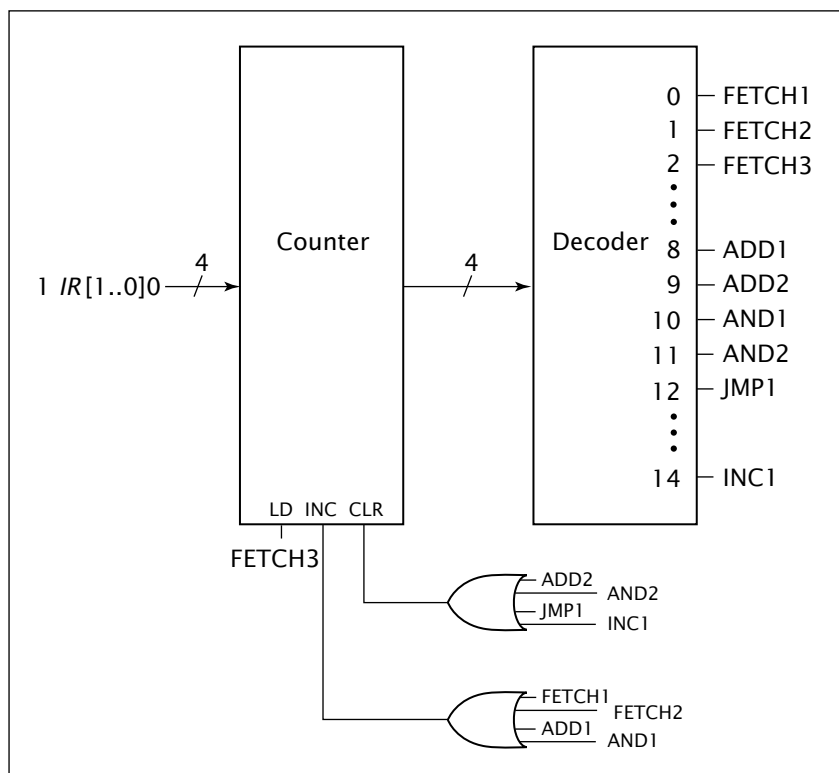 0 FETCH1
1 FETCH2
2 FETCH3
Counter
Decoder
8 ADD1
9 ADD2
10 AND1
11 AND2
12 JMP1
14 INC1
1 IR[1..0]0
4
4
LD INC CLR
FETCH3
ADD2
AND2
JMP1
INC1
FETCH1
FETCH2
ADD1
AND1